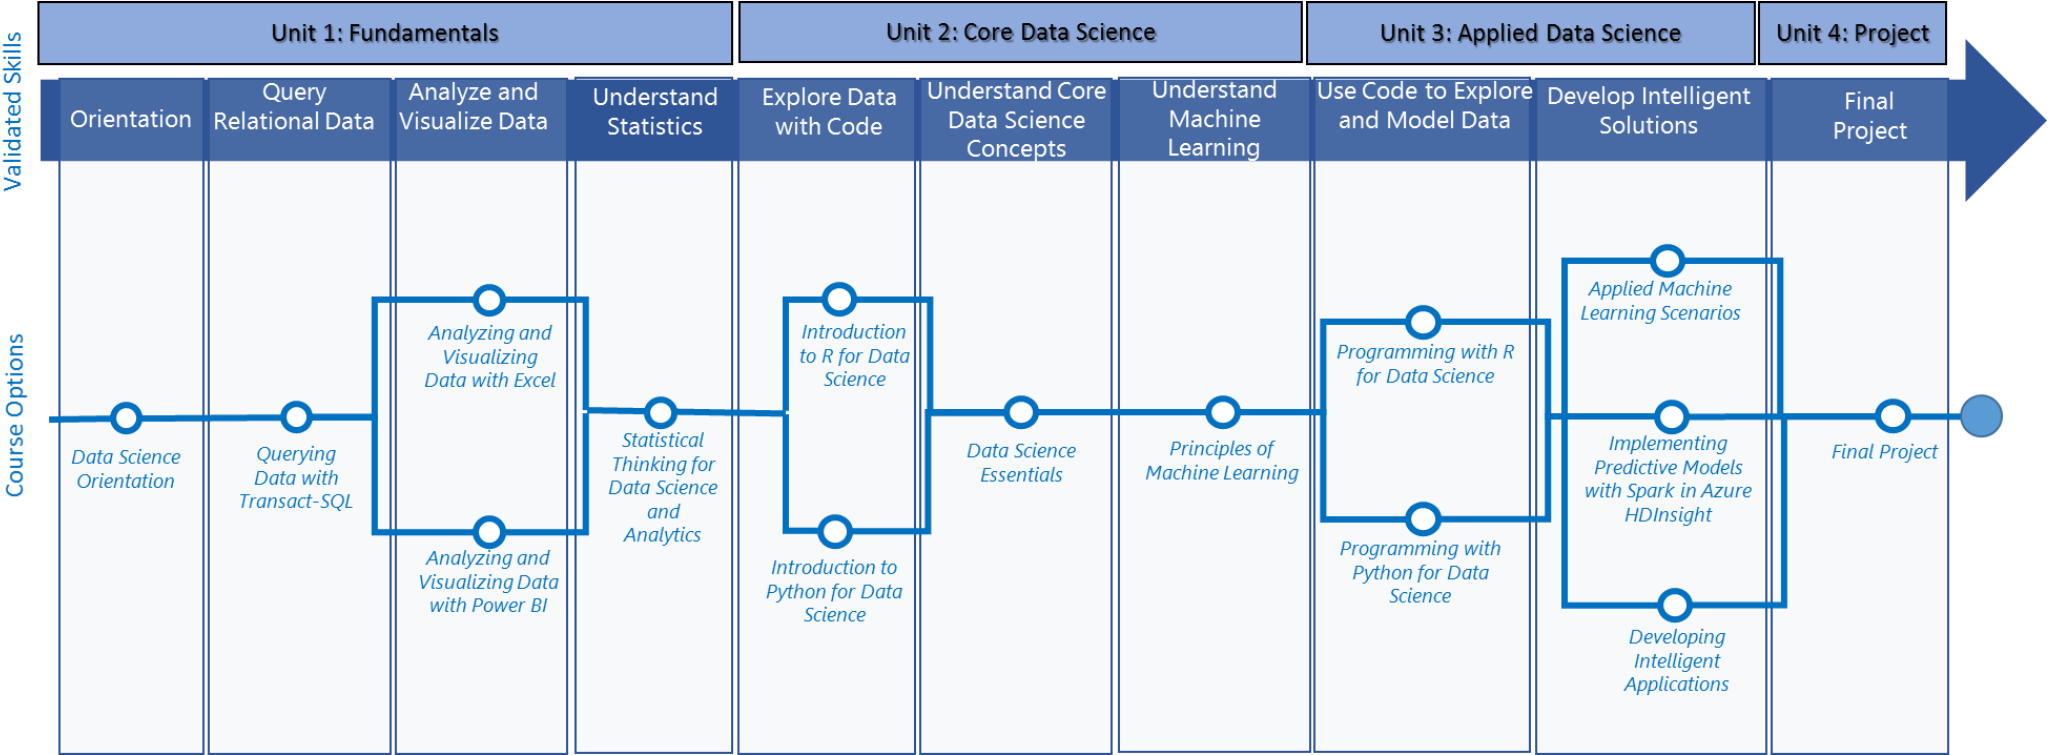 Unit 1: Fundamentals
Unit 2: Core Data Science
Unit 3: Applied Data Science
Unit 4: Project
Validated Skills
Orientation
Query
Relational Data
Analyze and
Visualize Data
Understand
Statistics
Explore Data
with Code
Understand Core
Data Science
Concepts
Understand
Machine
Learning
Use Code to Explore
and Model Data
Develop Intelligent
Solutions
Final
Project
Course Options
Data Science
Orientation
Querying
Data with
Transact-SQL
Analyzing and
Visualizing
Data with Excel
Analyzing and
Visualizing Data
with Power BI
Statistical
Thinking for
Data Science
and
Analytics
Introduction
to R for Data
Science
Introduction to
Python for Data
Science
Data Science
Essentials
Principles of
Machine Learning
Programming with R
for Data Science
Programming with
Python for Data
Science
Applied Machine
Learning Scenarios
Implementing
Predictive Models
with Spark in Azure
HDInsight
Developing
Intelligent
Applications
Final Project